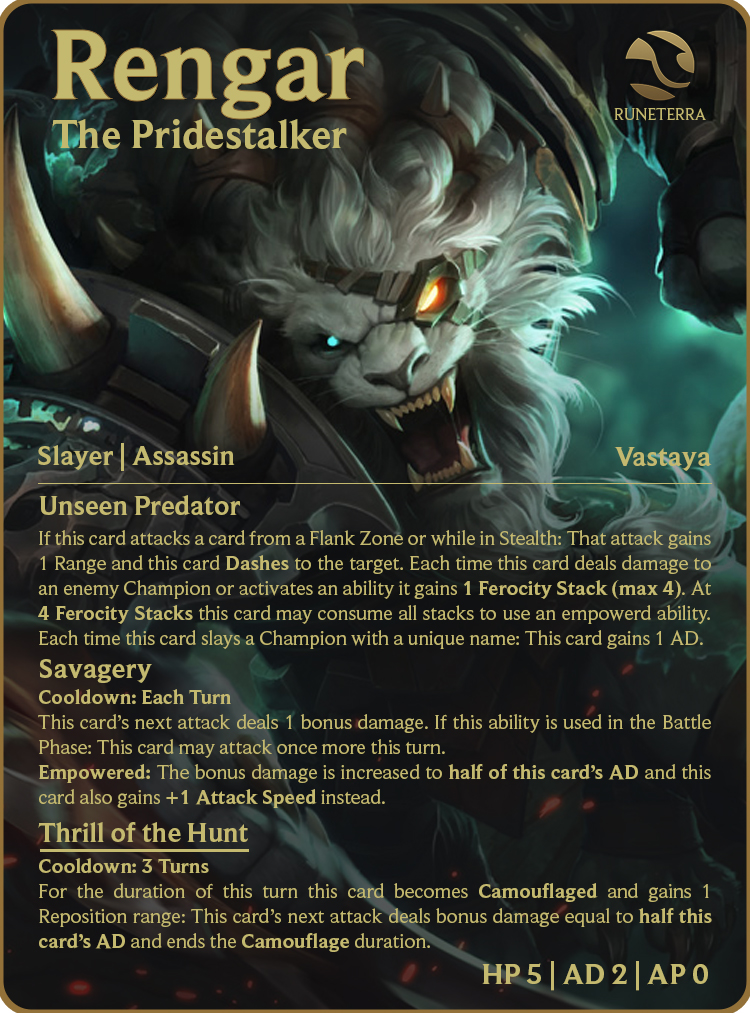 Rengar
The Pridestalker
RUNETERRA
Slayer | Assassin
Vastaya
Unseen Predator
If this card attacks a card from a Flank Zone or while in Stealth: That attack gains
1 Range and this card Dashes to the target. Each time this card deals damage to
an enemy Champion or activates an ability it gains 1 Ferocity Stack (max 4). At
4 Ferocity Stacks this card may consume all stacks to use an empowerd ability.
Each time this card slays a Champion with a unique name: This card gains 1 AD.
Savagery
Cooldown: Each Turn
This card's next attack deals 1 bonus damage. If this ability is used in the Battle
Phase: This card may attack once more this turn.
Empowered: The bonus damage is increased to half of this card's AD and this
card also gains +1 Attack Speed instead.
Thrill of the Hunt
Cooldown: 3 Turns
For the duration of this turn this card becomes Camouflaged and gains 1
Reposition range: This card's next attack deals bonus damage equal to half this
card's AD and ends the Camouflage duration.
HP 5 | AD 2 | AP 0